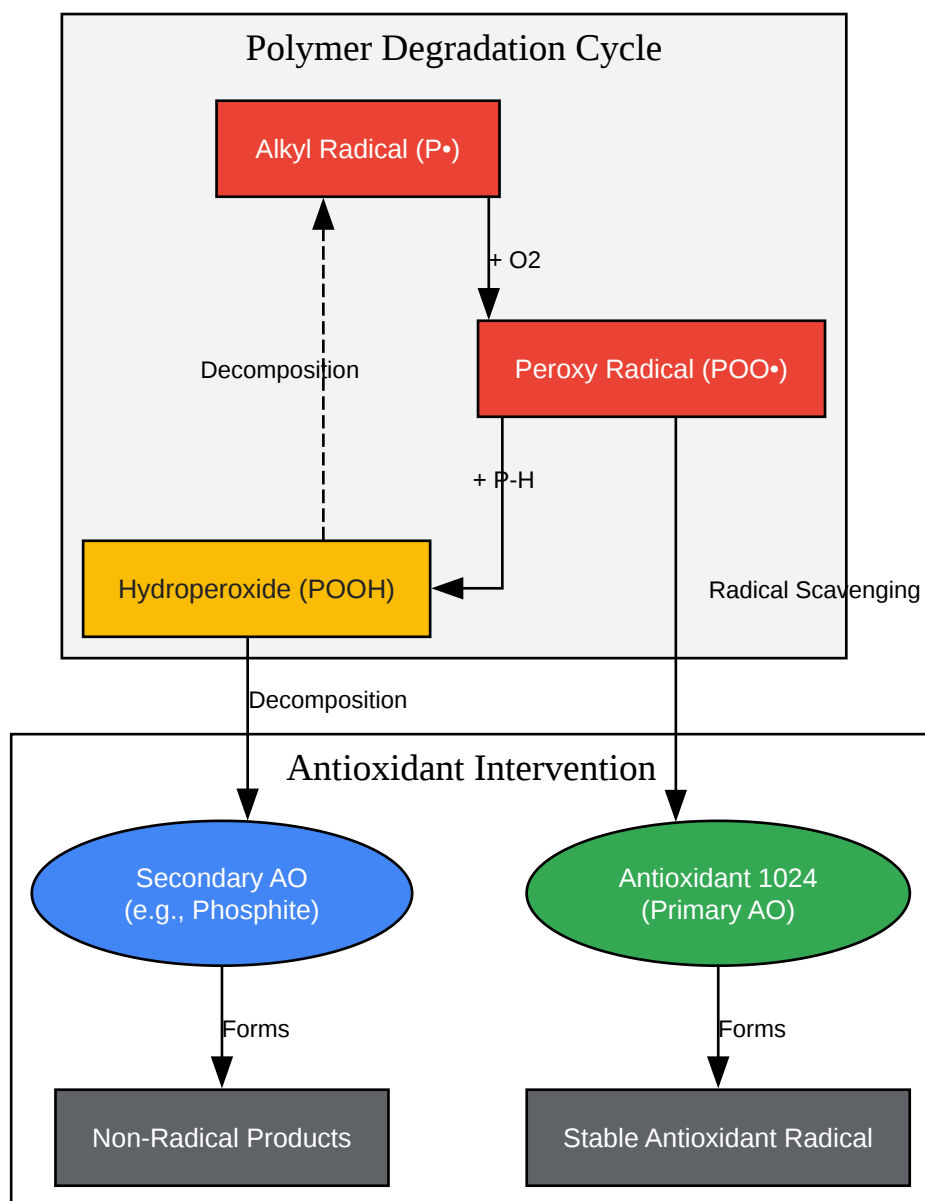 Polymer Degradation Cycle
Alkyl Radical (P•)
+ O2
Decomposition
Peroxy Radical (POO•)
+ P-H
Hydroperoxide (POOH)
Radical Scavenging
Decomposition
Antioxidant Intervention
Secondary AO
(e.g., Phosphite)
Antioxidant 1024
(Primary AO)
Forms
Forms
Non-Radical Products
Stable Antioxidant Radical